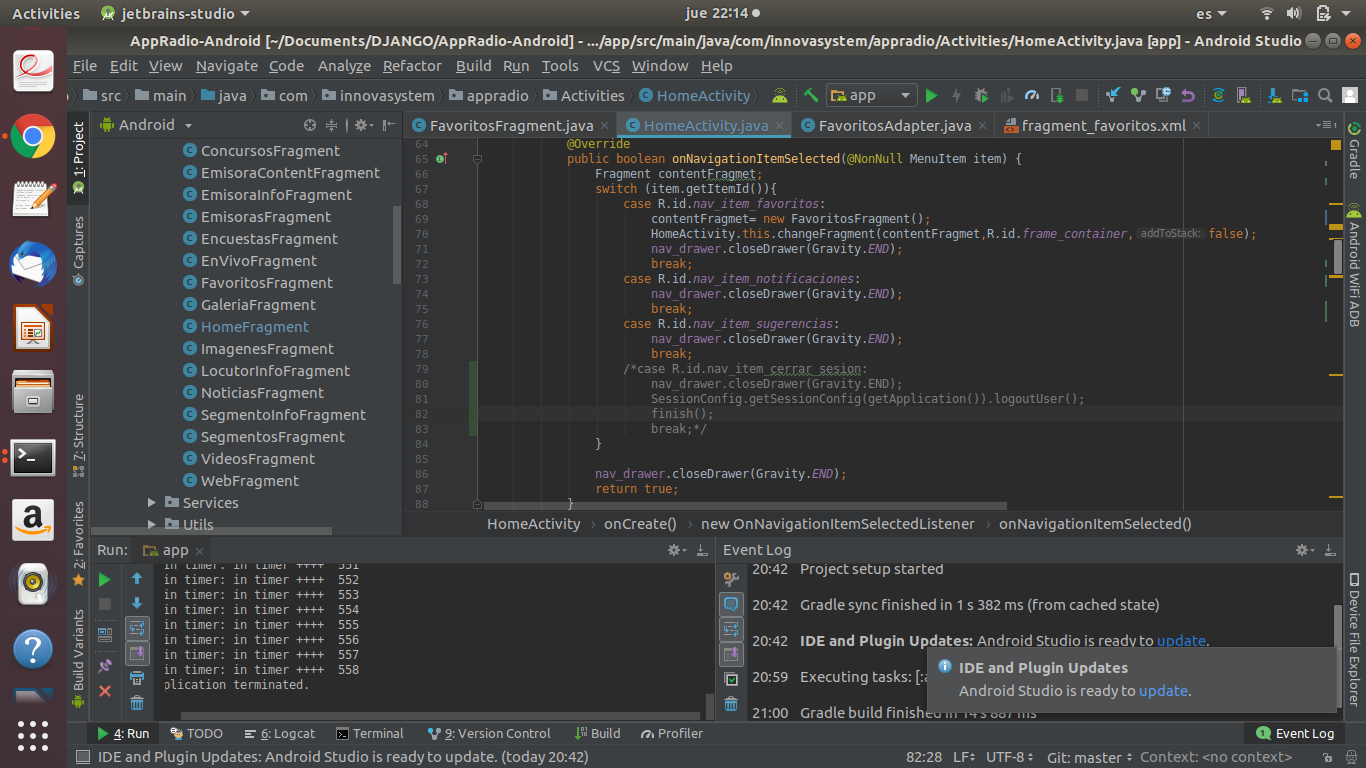 Activities jetbrains-studio jue 22:14 es
AppRadio-Android [~/Documents/DJANGO/AppRadio-Android] - .../app/src/main/java/com/innovasystem/appradio/Activities/HomeActivity.java [app] - Android Studio
File Edit View Navigate Code Analyze Refactor Build Run Tools VCS Window Help
src main java com innovasystem appradio Activities HomeActivity app
1: Project
Captures
7: Structure
2: Favorites
Build Variants
Android
ConcursosFragment
EmisoraContentFragment
EmisoraInfoFragment
EmisorasFragment
EncuestasFragment
EnVivoFragment
FavoritosFragment
GaleriaFragment
HomeFragment
ImagenesFragment
LocutorInfoFragment
NoticiasFragment
SegmentoInfoFragment
SegmentosFragment
VideosFragment
WebFragment
Services
Utils
FavoritosFragment.java HomeActivity.java FavoritosAdapter.java fragment_favoritos.xml
64 @Override
65 public boolean onNavigationItemSelected(@NonNull MenuItem item) {
66 Fragment contentFragmet;
67 switch (item.getItemId()){
68 case R.id.nav_item_favoritos:
69 contentFragmet= new FavoritosFragment();
70 HomeActivity.this.changeFragment(contentFragmet,R.id.frame_container, addToStack: false);
71 nav_drawer.closeDrawer(Gravity.END);
72 break;
73 case R.id.nav_item_notificaciones:
74 nav_drawer.closeDrawer(Gravity.END);
75 break;
76 case R.id.nav_item_sugerencias:
77 nav_drawer.closeDrawer(Gravity.END);
78 break;
79 /*case R.id.nav_item_cerrar_sesion:
80 nav_drawer.closeDrawer(Gravity.END);
81 SessionConfig.getSessionConfig(getApplication()).logoutUser();
82 finish();
83 break;*/
84 }
85
86 nav_drawer.closeDrawer(Gravity.END);
87 return true;
88 }
HomeActivity › onCreate() › new OnNavigationItemSelectedListener › onNavigationItemSelected()
Gradle
Android WiFi ADB
Device File Explorer
Run: app
in timer: in timer ++++ 551
in timer: in timer ++++ 552
in timer: in timer ++++ 553
in timer: in timer ++++ 554
in timer: in timer ++++ 555
in timer: in timer ++++ 556
in timer: in timer ++++ 557
in timer: in timer ++++ 558
plication terminated.
Event Log
20:42 Project setup started
20:42 Gradle sync finished in 1 s 382 ms (from cached state)
20:42 IDE and Plugin Updates: Android Studio is ready to update.
20:59 Executing tasks: [:a
21:00 Gradle build finished in 14 s 887 ms
IDE and Plugin Updates
Android Studio is ready to update.
4: Run TODO 6: Logcat Terminal 9: Version Control Build Profiler 1 Event Log
IDE and Plugin Updates: Android Studio is ready to update. (today 20:42) 82:28 LF UTF-8 Git: master Context: <no context>